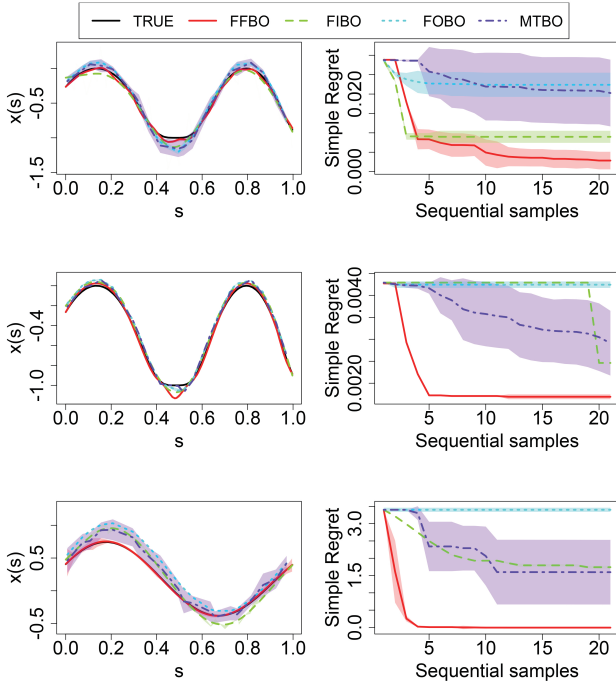 TRUE FFBO FIBO FOBO MTBO
x(s)
-0.5
-1.5
0.0 0.2 0.4 0.6 0.8 1.0
s
Simple Regret
0.020
0.000
5 10 15 20
Sequential samples
x(s)
-0.4
-1.0
0.0 0.2 0.4 0.6 0.8 1.0
s
Simple Regret
0.0040
0.0020
5 10 15 20
Sequential samples
x(s)
0.5
-0.5
0.0 0.2 0.4 0.6 0.8 1.0
s
Simple Regret
3.0
1.5
0.0
5 10 15 20
Sequential samples